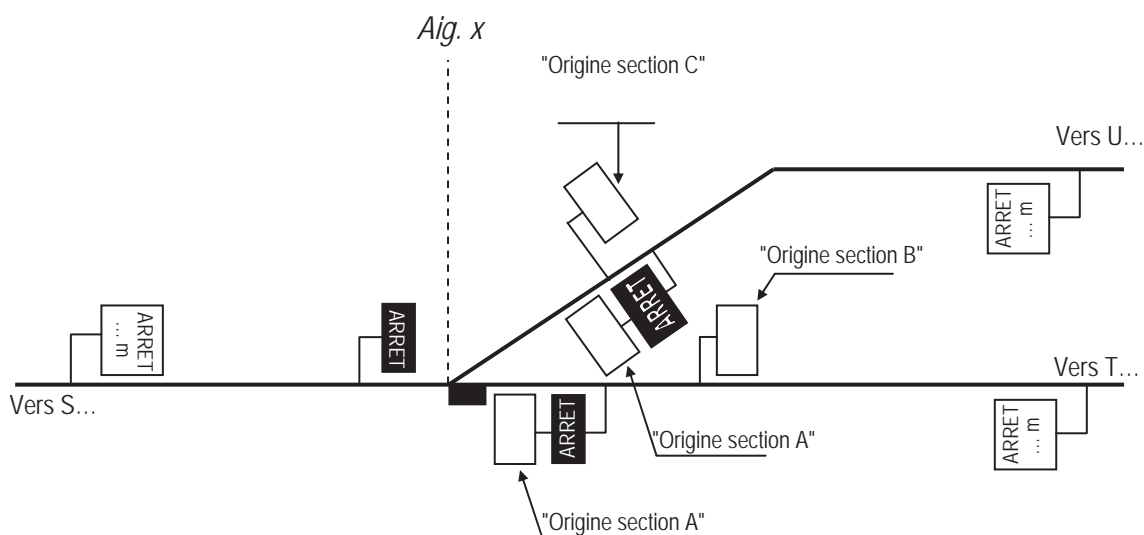 Aig. x
"Origine section C"
Vers U…
ARRET
… m
"Origine section B"
ARRET
ARRET
… m
ARRET
Vers S…
Vers T…
ARRET
"Origine section A"
ARRET
… m
"Origine section A"